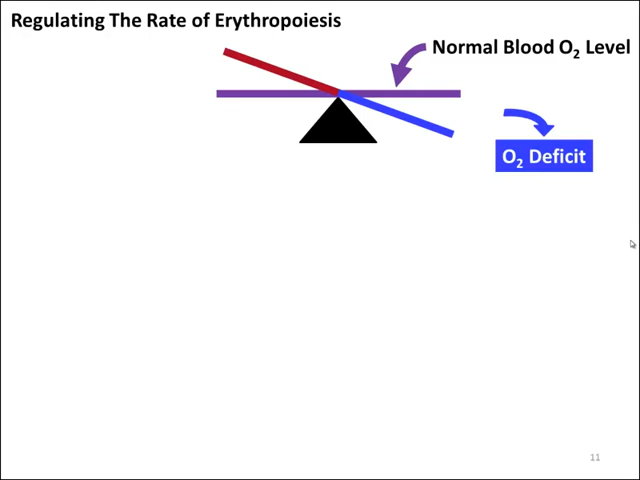 Regulating The Rate of Erythropoiesis
Normal Blood O₂ Level
O₂ Deficit
11